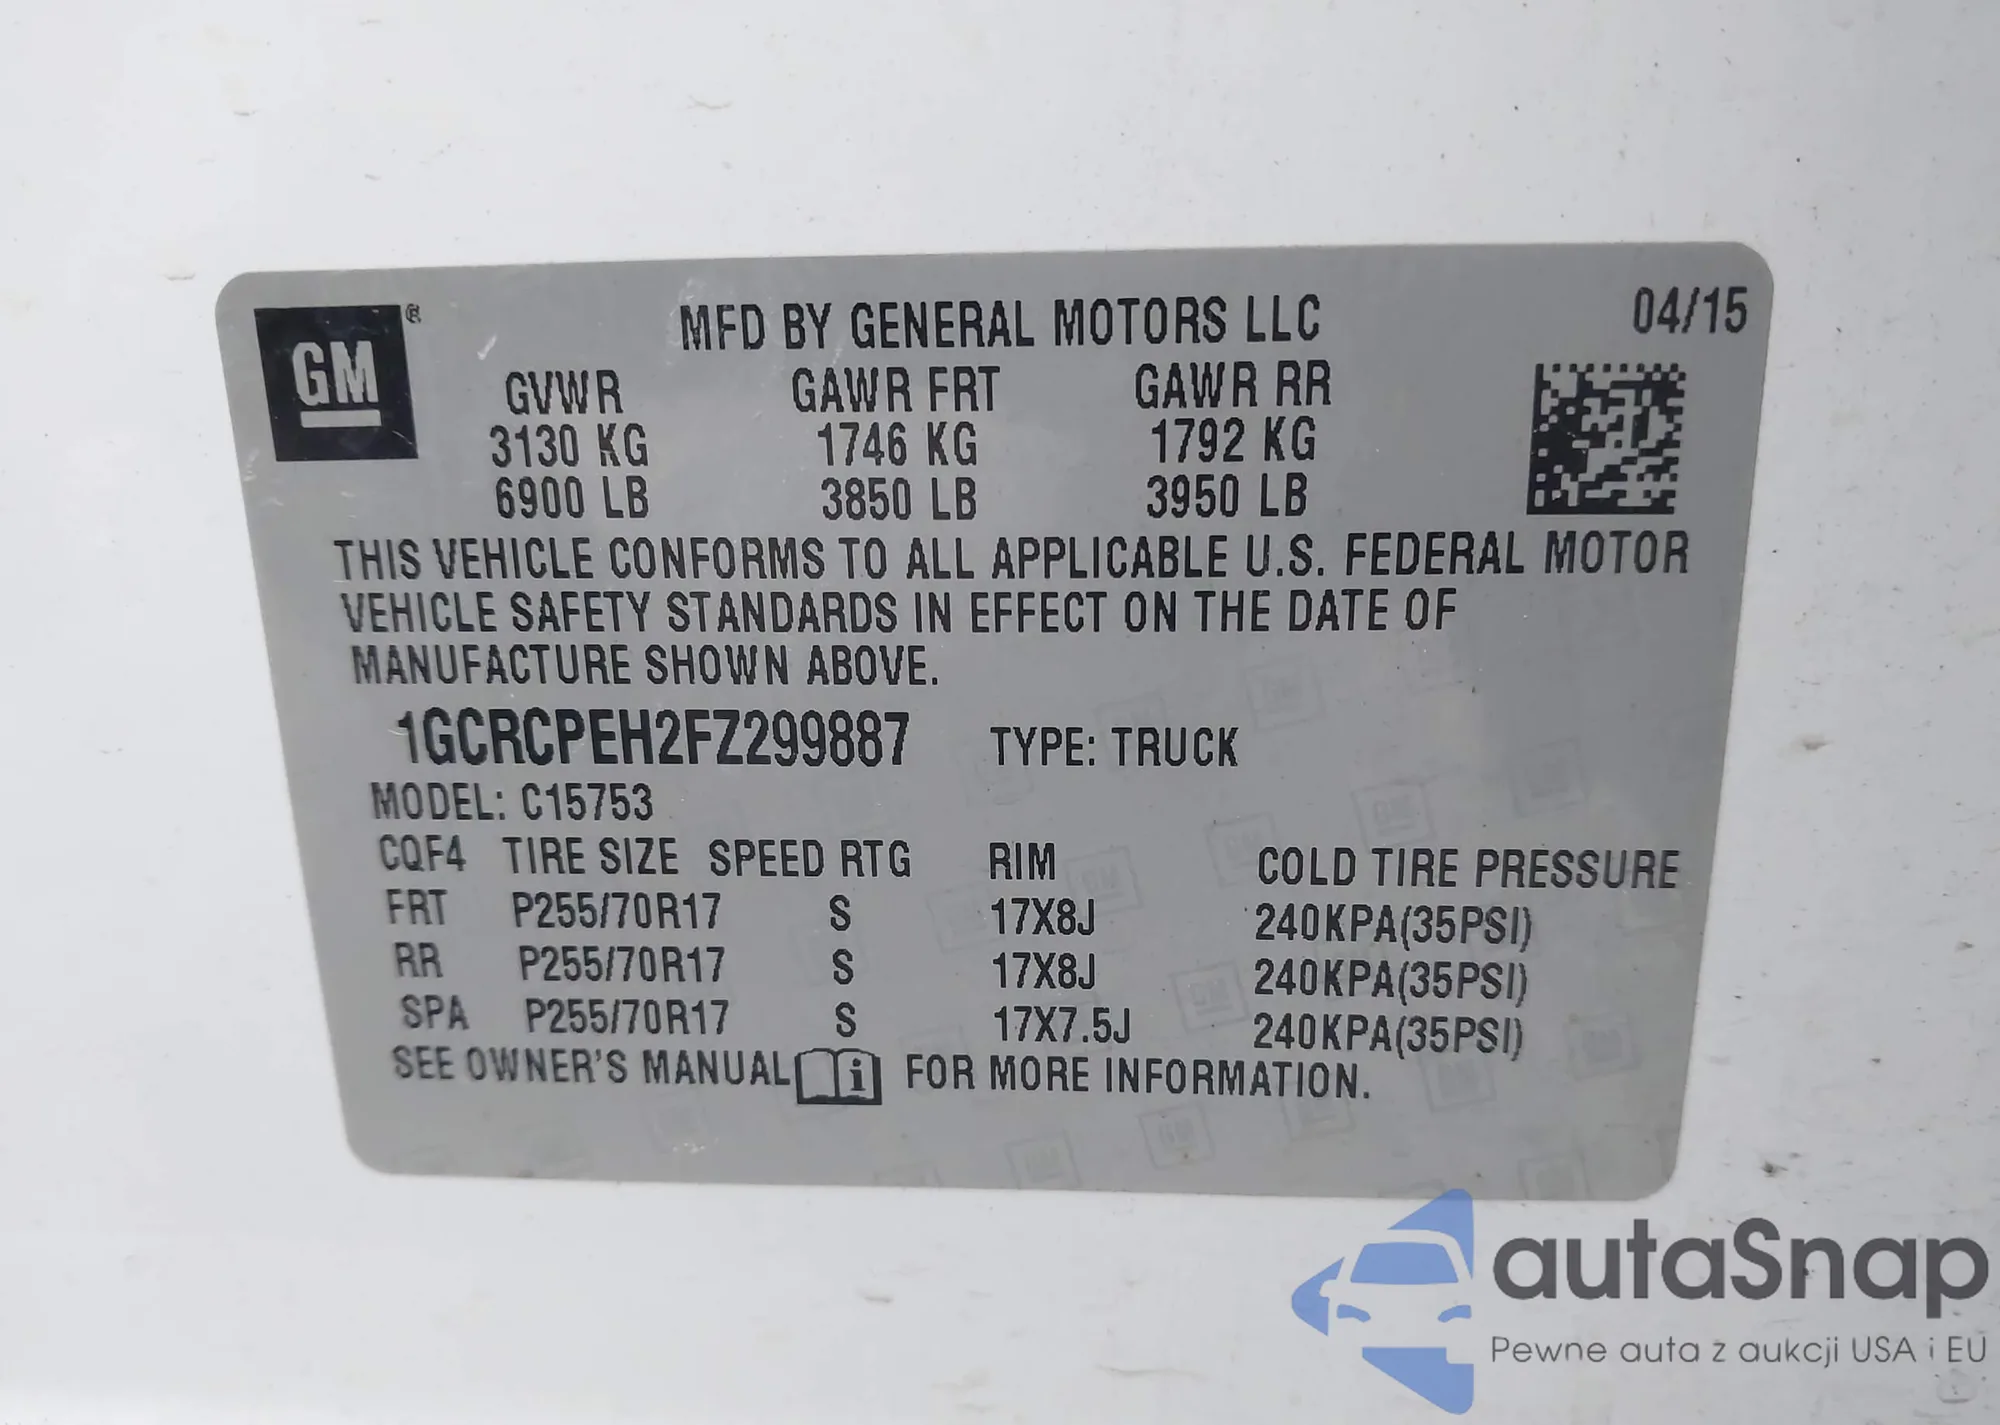 GM ®
MFD BY GENERAL MOTORS LLC 04/15
GVWR GAWR FRT GAWR RR
3130 KG 1746 KG 1792 KG
6900 LB 3850 LB 3950 LB
THIS VEHICLE CONFORMS TO ALL APPLICABLE U.S. FEDERAL MOTOR
VEHICLE SAFETY STANDARDS IN EFFECT ON THE DATE OF
MANUFACTURE SHOWN ABOVE.
1GCRCPEH2FZ299887 TYPE: TRUCK
MODEL: C15753
CQF4 TIRE SIZE SPEED RTG RIM COLD TIRE PRESSURE
FRT P255/70R17 S 17X8J 240KPA(35PSI)
RR P255/70R17 S 17X8J 240KPA(35PSI)
SPA P255/70R17 S 17X7.5J 240KPA(35PSI)
SEE OWNER'S MANUAL i FOR MORE INFORMATION.
autaSnap
Pewne auta z aukcji USA i EU